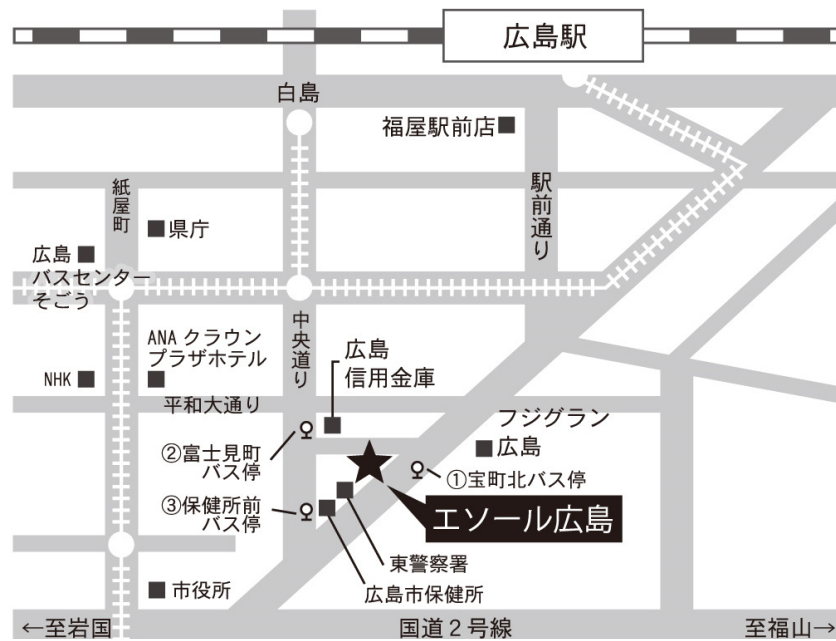 広島駅
白島
福屋駅前店
紙屋町
駅前通り
県庁
広島
バスセンター
そごう
中央通り
ANA クラウン
プラザホテル
広島
信用金庫
NHK
平和大通り
フジグラン
広島
②富士見町
バス停
①宝町北バス停
③保健所前
バス停
エソール広島
東警察署
広島市保健所
市役所
←至岩国
国道2号線
至福山→